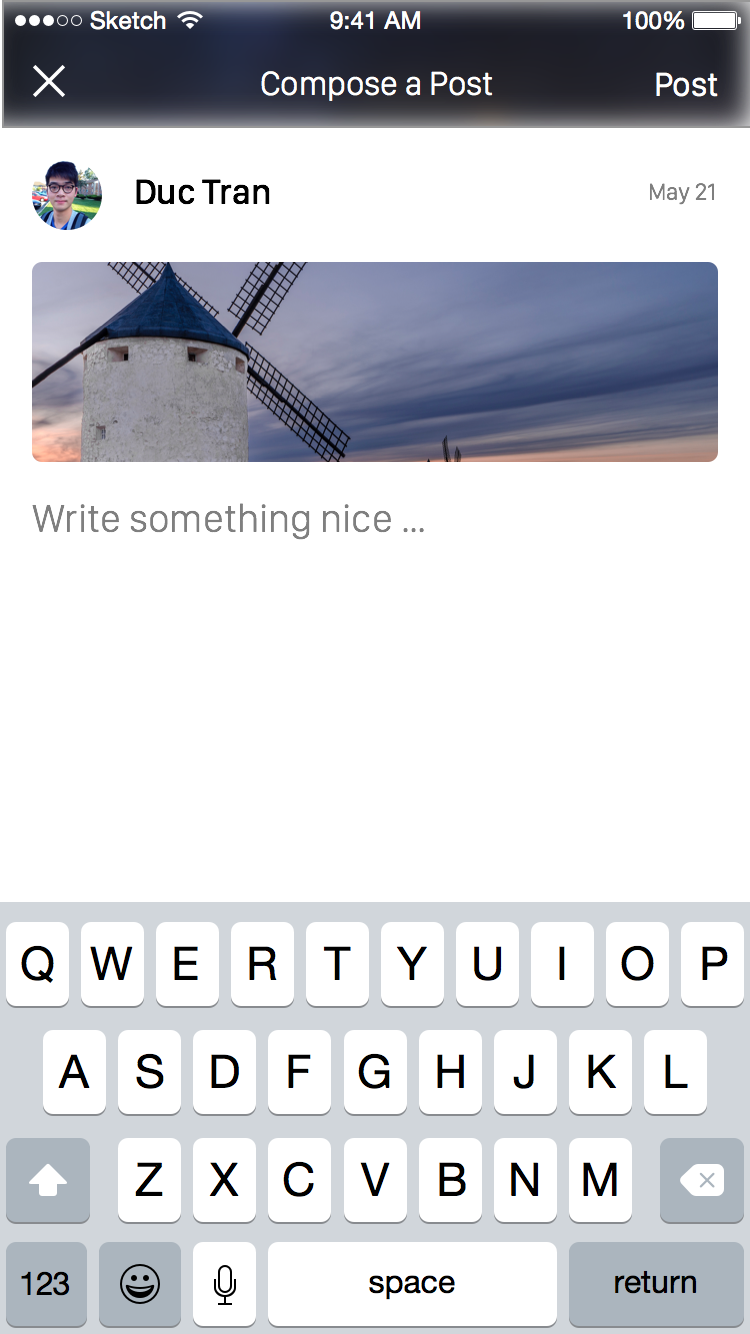 Sketch 9:41 AM 100%
Compose a Post Post
Duc Tran May 21
Write something nice ...
Q W E R T Y U I O P
A S D F G H J K L
Z X C V B N M
123 space return